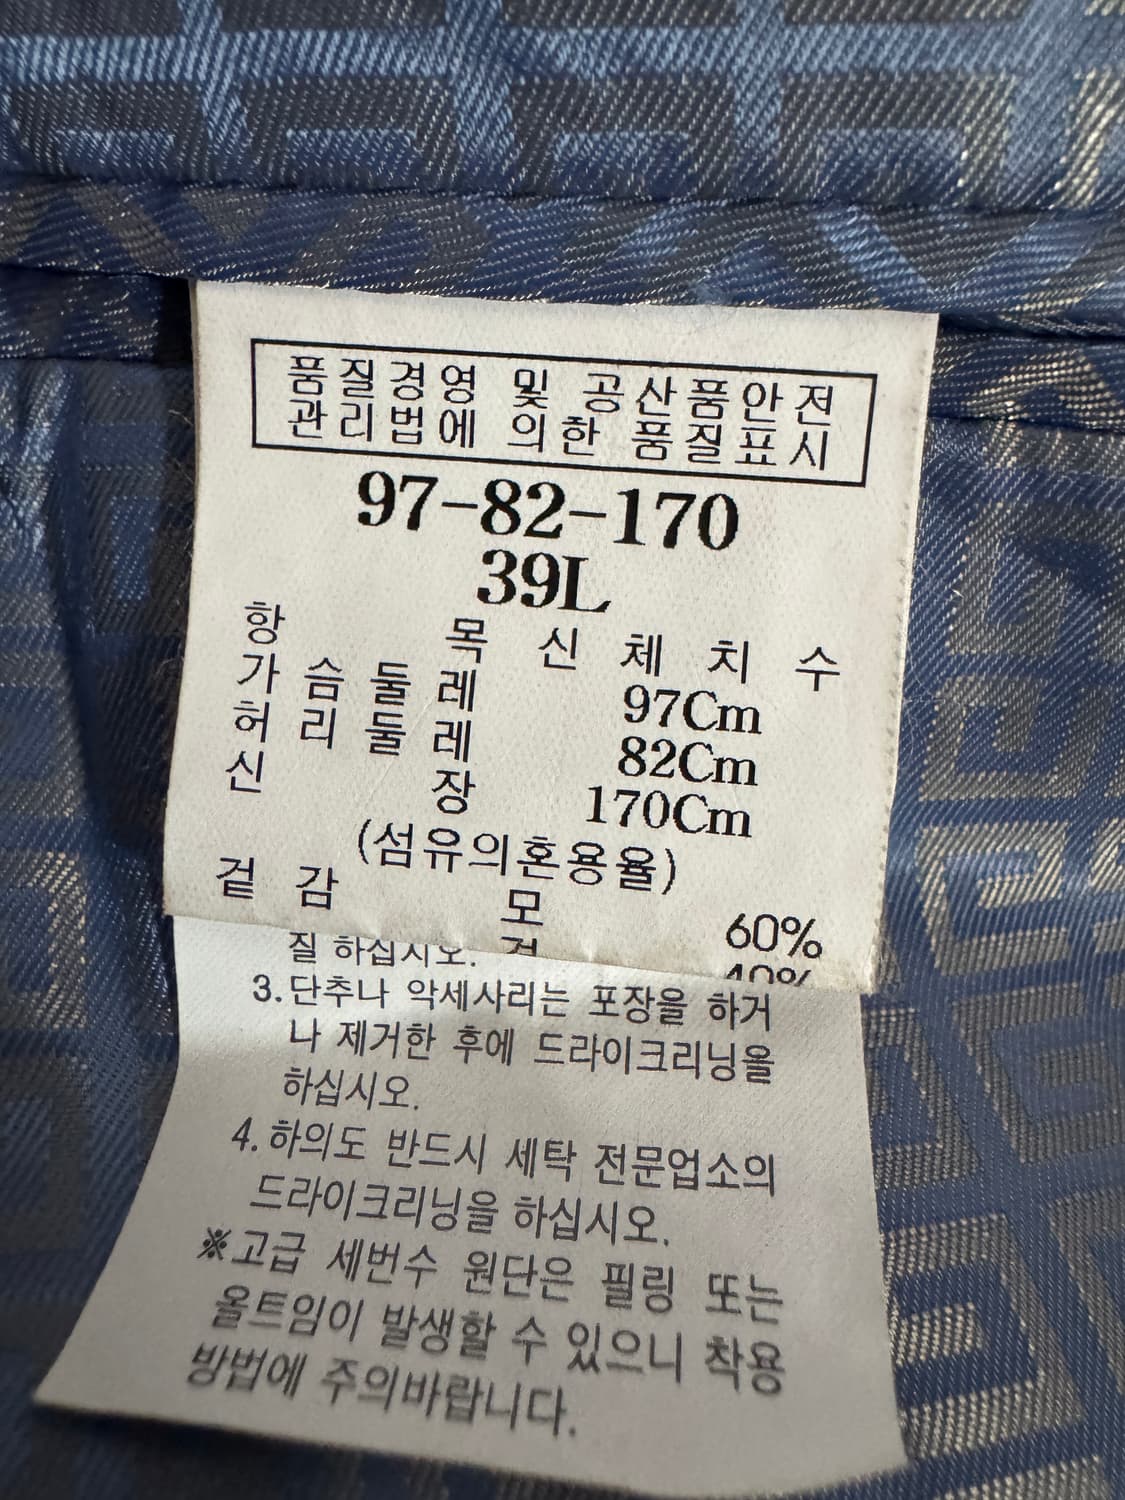 품질경영 및 공산품안전
관리법에 의한 품질표시
97-82-170
39L
항 목 신 체 치 수
가 슴 둘 레 97Cm
허 리 둘 레 82Cm
신 장 170Cm
(섬유의혼용율)
겉 감 모 60%
40%
질 하십시오.
3. 단추나 악세사리는 포장을 하거
나 제거한 후에 드라이크리닝을
하십시오.
4. 하의도 반드시 세탁 전문업소의
드라이크리닝을 하십시오.
※고급 세번수 원단은 필링 또는
올트임이 발생할 수 있으니 착용
방법에 주의바랍니다.